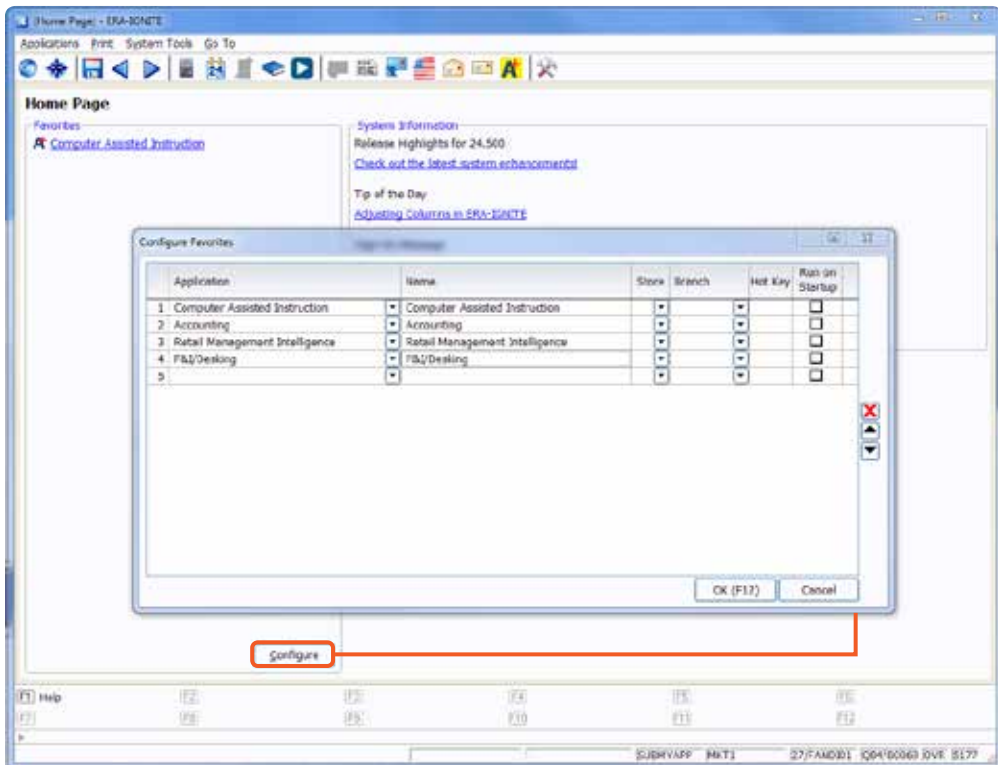 (Home Page) - ERA-IGNITE
Applications Print System Tools Go To
Home Page
Favorites
Computer Assisted Instruction
System Information
Release Highlights for 24.500
Check out the latest system enhancements!
Tip of the Day
Adjusting Columns in ERA-IGNITE
Configure Favorites
Application Name Store Branch Hot Key Run on Startup
1 Computer Assisted Instruction Computer Assisted Instruction
2 Accounting Accounting
3 Retail Management Intelligence Retail Management Intelligence
4 F&I/Desking F&I/Desking
5
OK (F12) Cancel
Configure
F1 Help F2 F3 F4 F5 F6
F7 F8 F9 F10 F11 F12
SUBMYAPP MKT1 OVR S177